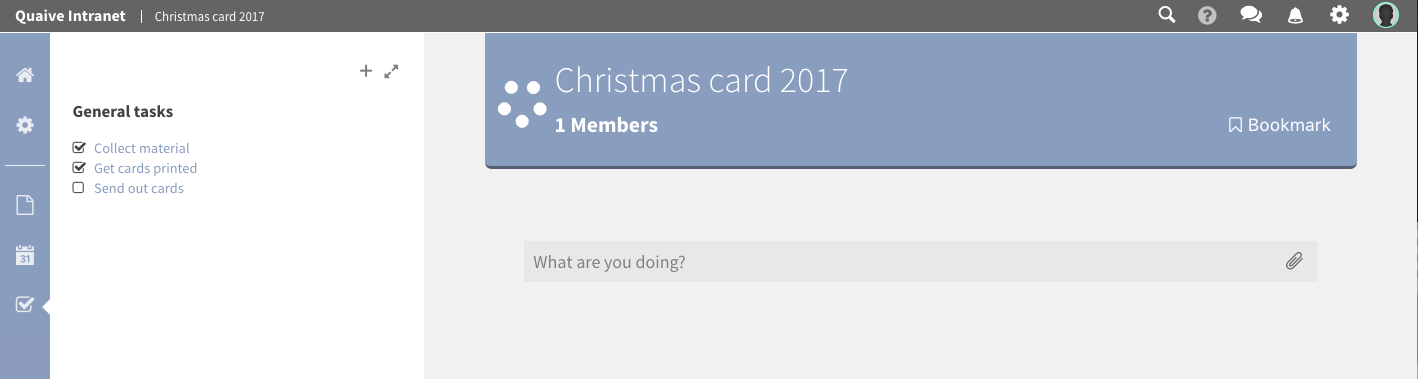 Quaive Intranet | Christmas card 2017
General tasks
Collect material
Get cards printed
Send out cards
31
Christmas card 2017
1 Members
Bookmark
What are you doing?